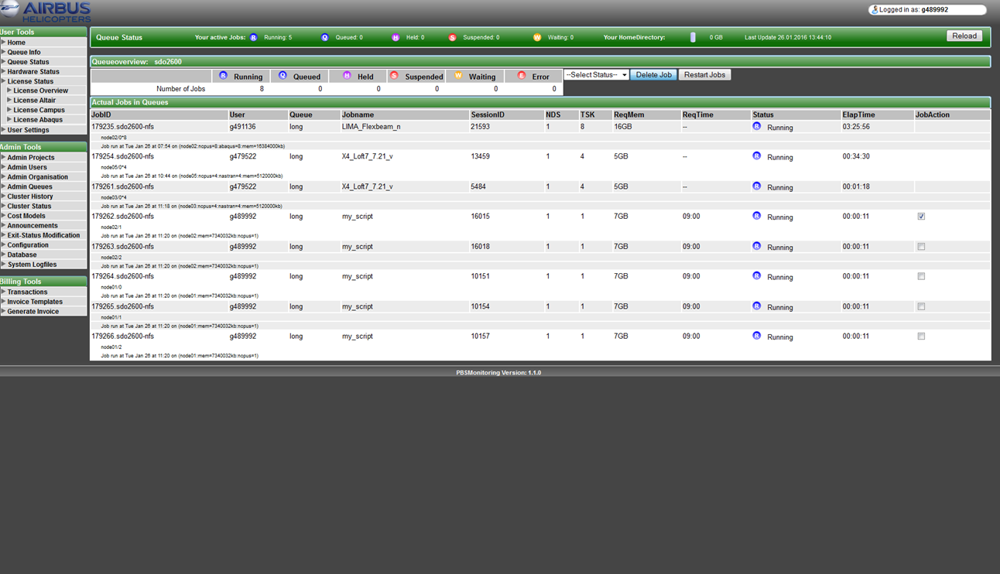 AIRBUS
HELICOPTERS
Logged in as: g489992
User Tools
Home
Queue Info
Queue Status
Hardware Status
License Status
License Overview
License Altair
License Campus
License Abaqus
User Settings
Admin Tools
Admin Projects
Admin Users
Admin Organisation
Admin Queues
Cluster History
Cluster Status
Cost Models
Announcements
Exit-Status Modification
Configuration
Database
System Logfiles
Billing Tools
Transactions
Invoice Templates
Generate Invoice
Queue Status Your active Jobs: R Running: 5 Q Queued: 0 H Held: 0 S Suspended: 0 W Waiting: 0 Your HomeDirectory: 0 GB Last Update 26.01.2016 13:44:10 Reload
Queueoverview: sdo2600
R Running Q Queued H Held S Suspended W Waiting E Error --Select Status-- Delete Job Restart Jobs
Number of Jobs 8 0 0 0 0 0
Actual Jobs in Queues
JobID User Queue Jobname SessionID NDS TSK ReqMem ReqTime Status ElapTime JobAction
179235.sdo2600-nfs g491136 long LIMA_Flexbeam_n 21593 1 8 16GB -- R Running 03:25:56
node02/0*8
Job run at Tue Jan 26 at 07:54 on (node02:ncpus=8:abaqus=8:mem=16384000kb)
179254.sdo2600-nfs g479522 long X4_Loft7_7.21_v 13459 1 4 5GB -- R Running 00:34:30
node05/0*4
Job run at Tue Jan 26 at 10:44 on (node05:ncpus=4:nastran=4:mem=5120000kb)
179261.sdo2600-nfs g479522 long X4_Loft7_7.21_v 5484 1 4 5GB -- R Running 00:01:18
node03/0*4
Job run at Tue Jan 26 at 11:18 on (node03:ncpus=4:nastran=4:mem=5120000kb)
179262.sdo2600-nfs g489992 long my_script 16015 1 1 7GB 09:00 R Running 00:00:11
node02/1
Job run at Tue Jan 26 at 11:20 on (node02:mem=7340032kb:ncpus=1)
179263.sdo2600-nfs g489992 long my_script 16018 1 1 7GB 09:00 R Running 00:00:11
node02/2
Job run at Tue Jan 26 at 11:20 on (node02:mem=7340032kb:ncpus=1)
179264.sdo2600-nfs g489992 long my_script 10151 1 1 7GB 09:00 R Running 00:00:11
node01/0
Job run at Tue Jan 26 at 11:20 on (node01:mem=7340032kb:ncpus=1)
179265.sdo2600-nfs g489992 long my_script 10154 1 1 7GB 09:00 R Running 00:00:11
node01/1
Job run at Tue Jan 26 at 11:20 on (node01:mem=7340032kb:ncpus=1)
179266.sdo2600-nfs g489992 long my_script 10157 1 1 7GB 09:00 R Running 00:00:11
node01/2
Job run at Tue Jan 26 at 11:20 on (node01:mem=7340032kb:ncpus=1)
PBSMonitoring Version: 1.1.0